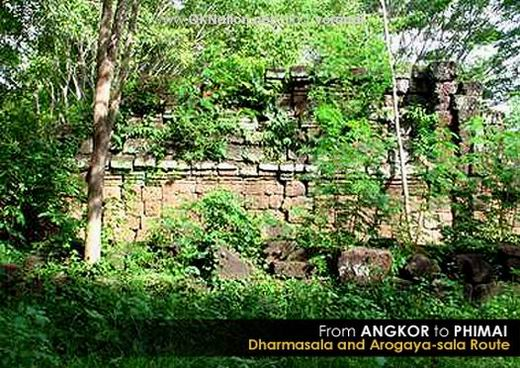 From ANGKOR to PHIMAI
Dharmasala and Arogaya-sala Route